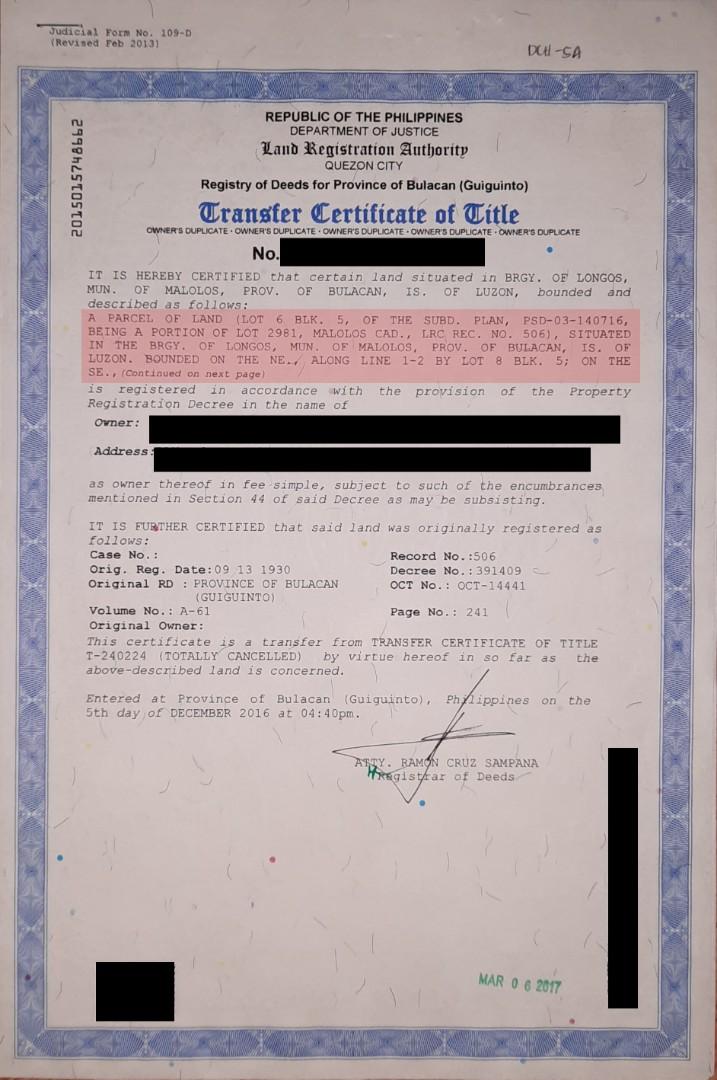 Judicial Form No. 109-D
(Revised Feb 2013)
DCH-SA
2015015748662
REPUBLIC OF THE PHILIPPINES
DEPARTMENT OF JUSTICE
Land Registration Authority
QUEZON CITY
Registry of Deeds for Province of Bulacan (Guiguinto)
Transfer Certificate of Title
OWNER'S DUPLICATE • OWNER'S DUPLICATE • OWNER'S DUPLICATE • OWNER'S DUPLICATE • OWNER'S DUPLICATE
No.
IT IS HEREBY CERTIFIED that certain land situated in BRGY. OF LONGOS,
MUN. OF MALOLOS, PROV. OF BULACAN, IS. OF LUZON, bounded and
described as follows:
A PARCEL OF LAND (LOT 6 BLK. 5, OF THE SUBD. PLAN, PSD-03-140716,
BEING A PORTION OF LOT 2981, MALOLOS CAD., LRC REC. NO. 506), SITUATED
IN THE BRGY. OF LONGOS, MUN. OF MALOLOS, PROV. OF BULACAN, IS. OF
LUZON. BOUNDED ON THE NE., ALONG LINE 1-2 BY LOT 8 BLK. 5; ON THE
SE., (Continued on next page)
is registered in accordance with the provision of the Property
Registration Decree in the name of
Owner:
Address:
as owner thereof in fee simple, subject to such of the encumbrances
mentioned in Section 44 of said Decree as may be subsisting.
IT IS FURTHER CERTIFIED that said land was originally registered as
follows:
Case No.: Record No.:506
Orig. Reg. Date:09 13 1930 Decree No.:391409
Original RD : PROVINCE OF BULACAN OCT No.: OCT-14441
(GUIGUINTO)
Volume No.: A-61 Page No.: 241
Original Owner:
This certificate is a transfer from TRANSFER CERTIFICATE OF TITLE
T-240224 (TOTALLY CANCELLED) by virtue hereof in so far as the
above-described land is concerned.
Entered at Province of Bulacan (Guiguinto), Philippines on the
5th day of DECEMBER 2016 at 04:40pm.
ATTY. RAMON CRUZ SAMPANA
Registrar of Deeds
MAR 06 2017